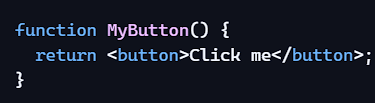 function MyButton() {
  return <button>Click me</button>;
}